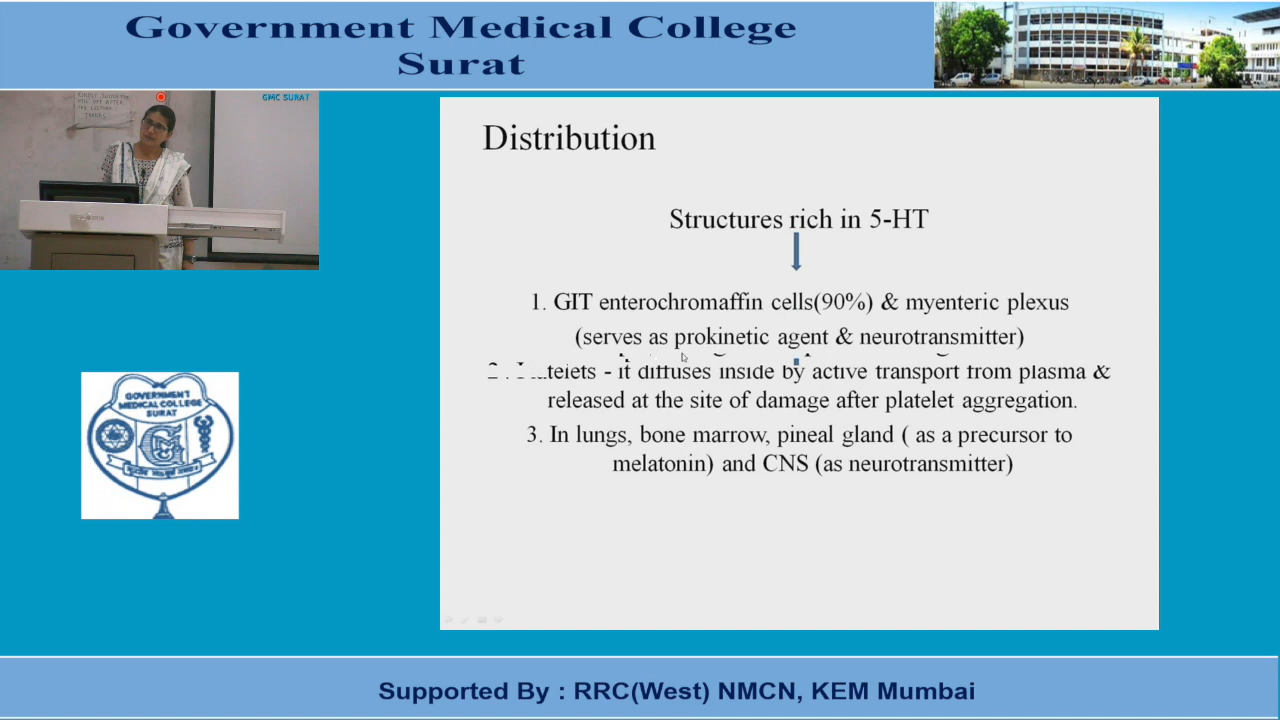 Government Medical College
Surat
GMC SURAT
Distribution
Structures rich in 5-HT
1. GIT enterochromaffin cells(90%) & myenteric plexus
(serves as prokinetic agent & neurotransmitter)
- it diffuses inside by active transport from plasma &
released at the site of damage after platelet aggregation.
3. In lungs, bone marrow, pineal gland ( as a precursor to
melatonin) and CNS (as neurotransmitter)
GOVERNMENT
MEDICAL COLLEGE
SURAT
Supported By : RRC(West) NMCN, KEM Mumbai